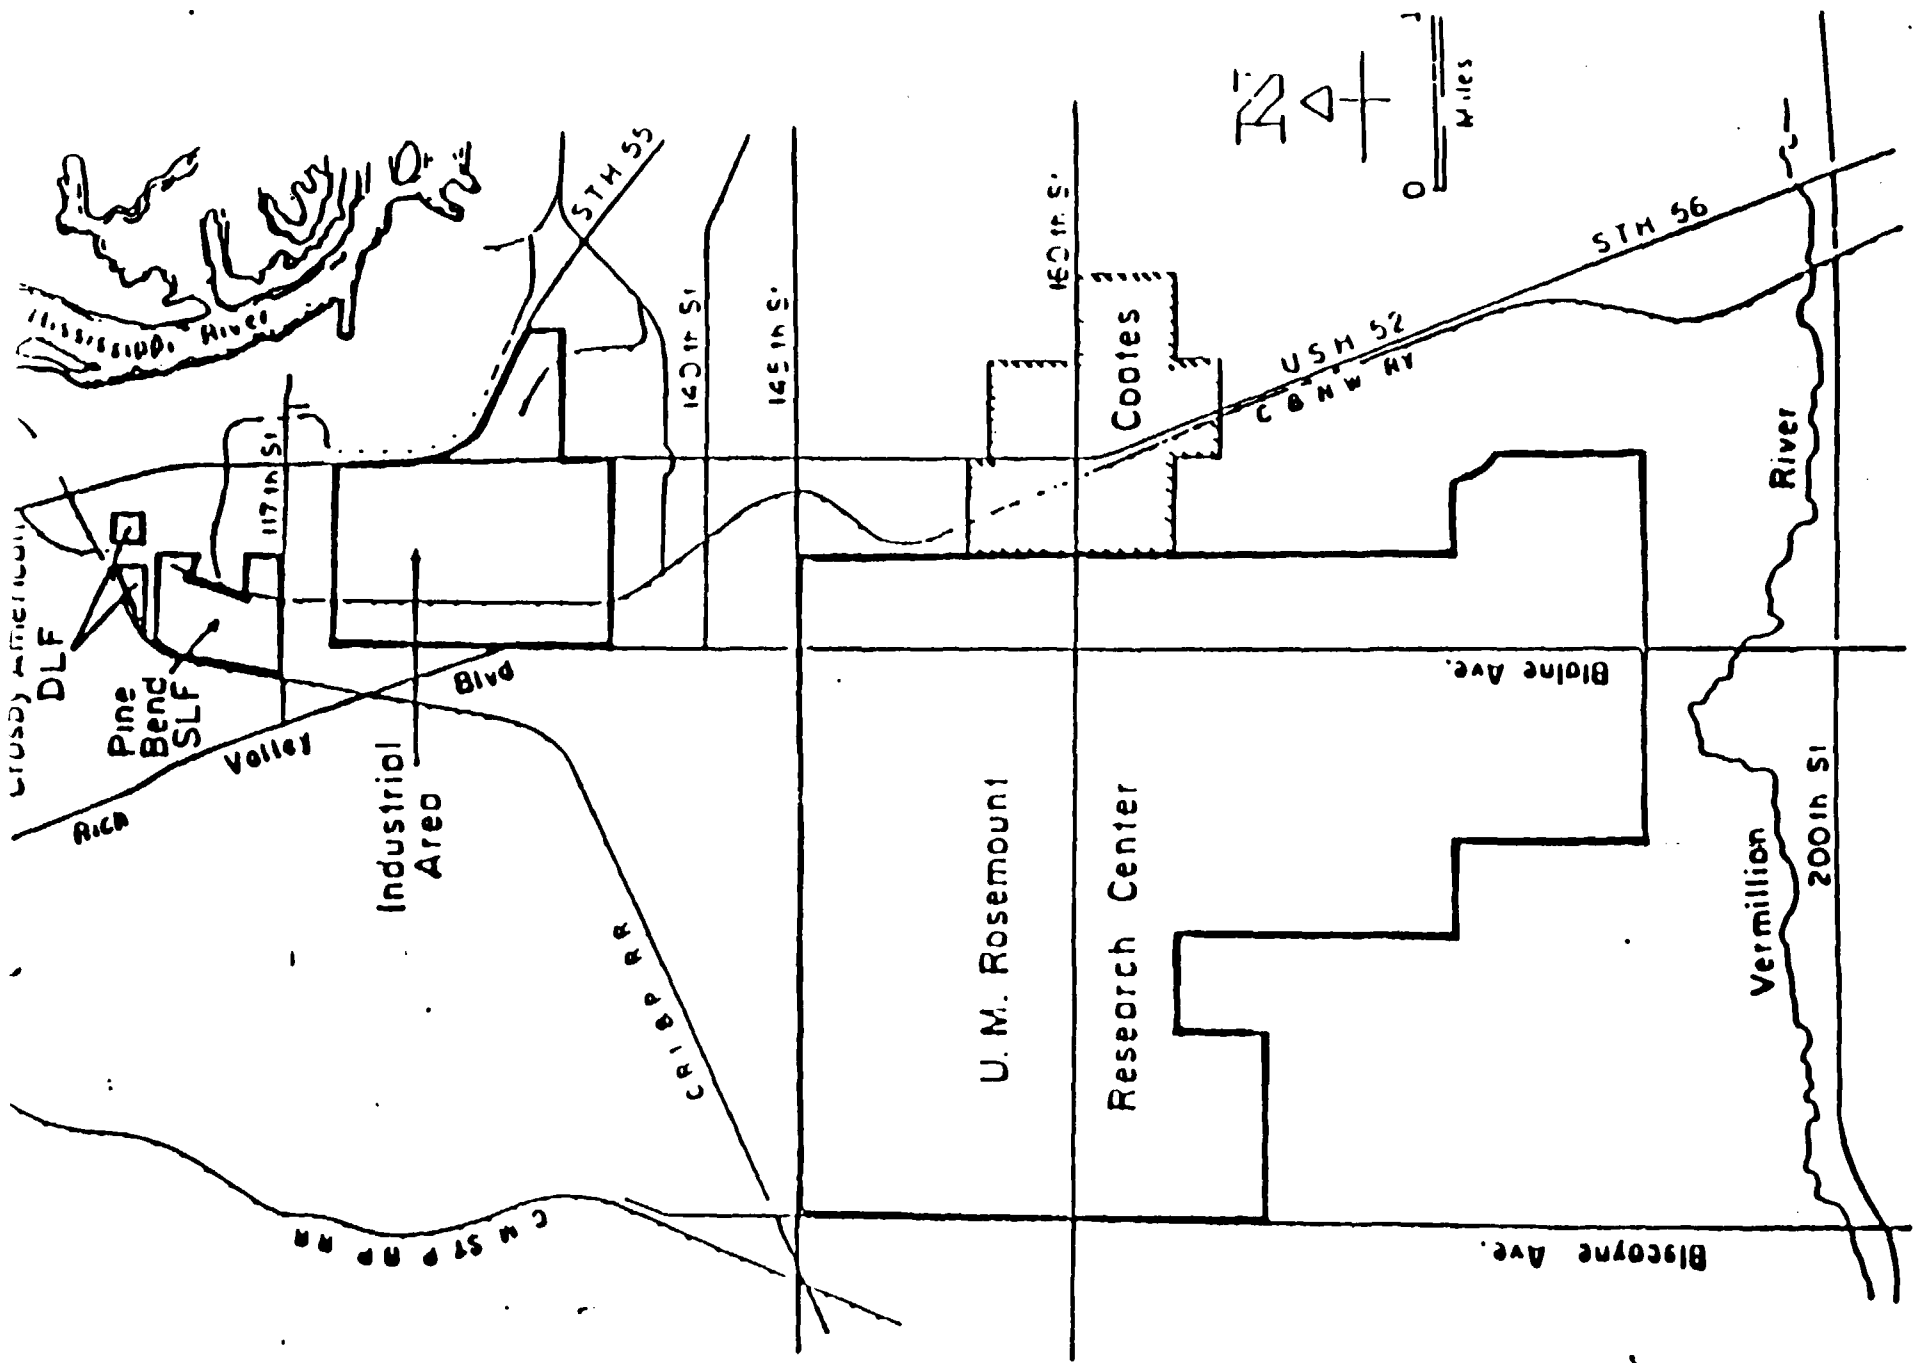 Crosby American
DLF
Mississippi River
Pine
Bend
SLF
Rich Valley Blvd
117th St
Industrial
Area
STH 55
C M ST P & P RR
CRI & P RR
140th St
145th St
U. M. Rosemount
Research Center
160th St
Coates
N
0 1
Miles
USH 52
C & N W RY
STH 56
Blaine Ave.
Biscayne Ave.
Vermillion River
200th St